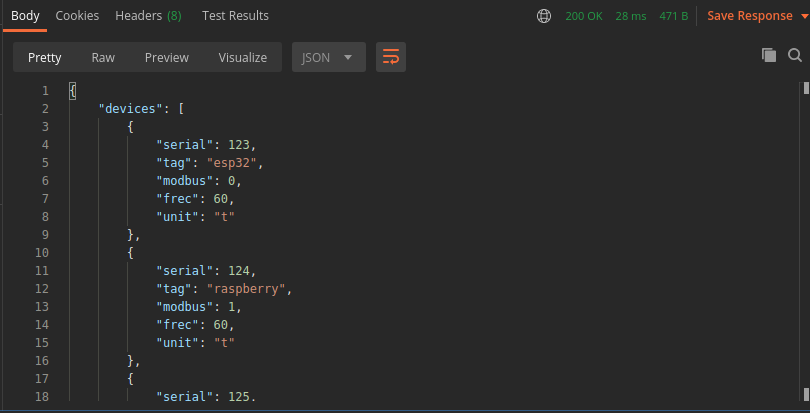 Body Cookies Headers (8) Test Results 200 OK 28 ms 471 B Save Response
Pretty Raw Preview Visualize JSON
1 {
2 "devices": [
3 {
4 "serial": 123,
5 "tag": "esp32",
6 "modbus": 0,
7 "frec": 60,
8 "unit": "t"
9 },
10 {
11 "serial": 124,
12 "tag": "raspberry",
13 "modbus": 1,
14 "frec": 60,
15 "unit": "t"
16 },
17 {
18 "serial": 125.